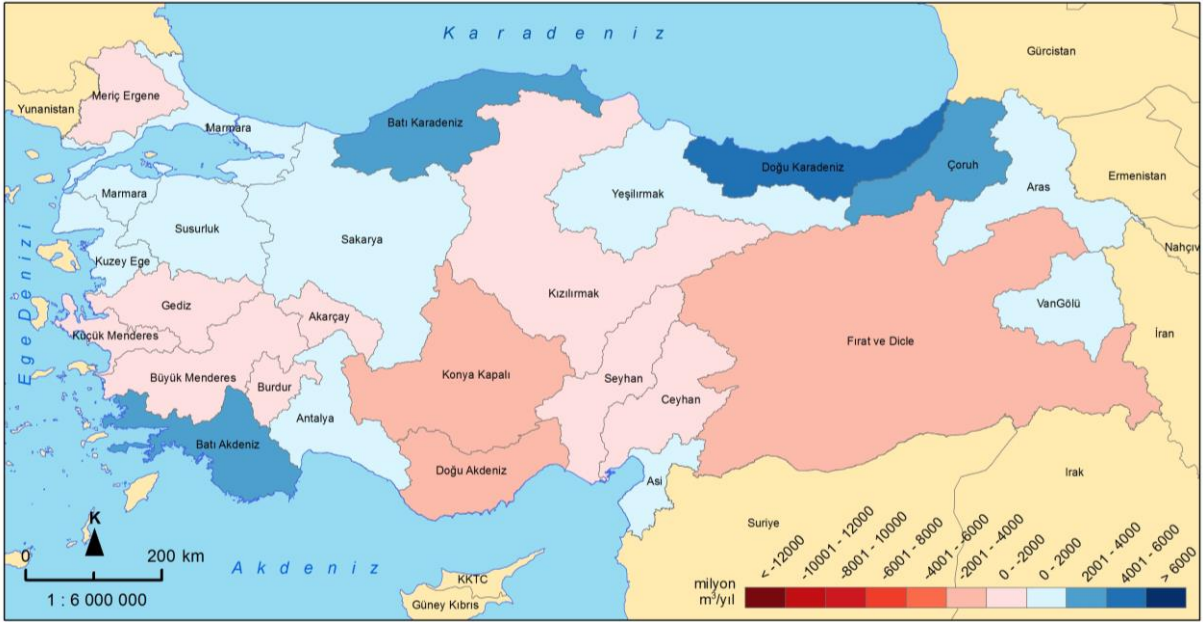 Karadeniz
Gürcistan
Yunanistan
Meriç Ergene
Marmara
Batı Karadeniz
Doğu Karadeniz
Çoruh
Ermenistan
Aras
Marmara
Yeşilırmak
Susurluk
Sakarya
Nahçıv
Kuzey Ege
Ege Denizi
Gediz
Kızılırmak
VanGölü
Akarçay
Küçük Menderes
İran
Fırat ve Dicle
Büyük Menderes
Burdur
Konya Kapalı
Seyhan
Ceyhan
Antalya
Batı Akdeniz
Doğu Akdeniz
Asi
Irak
Suriye
K
0 200 km
1 : 6 000 000
Akdeniz
KKTC
Güney Kıbrıs
milyon
m³/yıl
< -12000
-10001 - 12000
-8001 - 10000
-6001 - 8000
-4001 - -6000
-2001 - -4000
0 - -2000
0 - 2000
2001 - 4000
4001 - 6000
> 6000